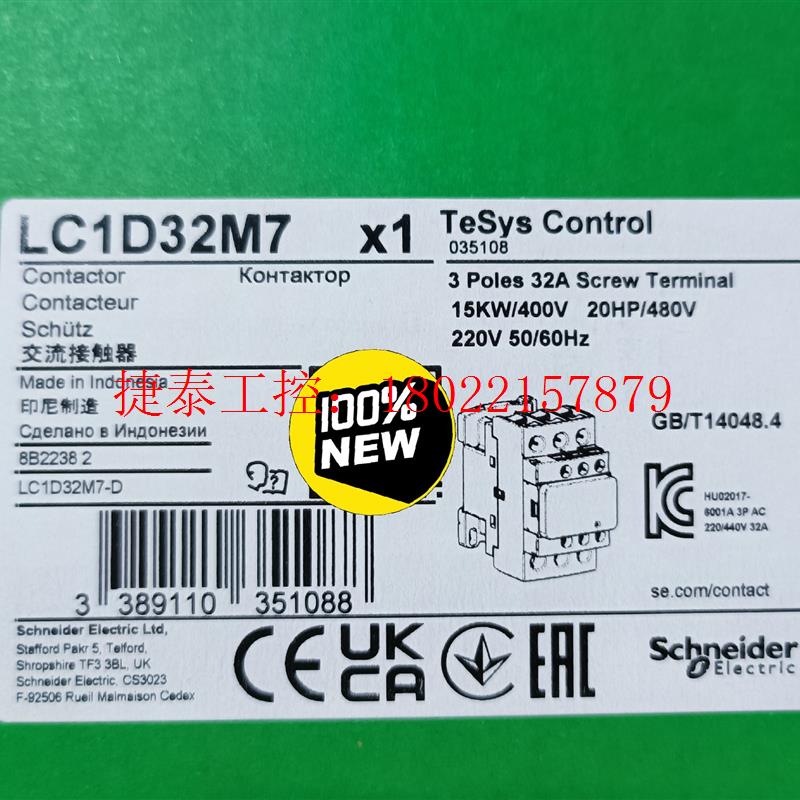 LC1D32M7 x1
Contactor Контактор
Contacteur
Schütz
交流接触器
Made in Indonesia
印尼制造
Сделано в Индонезии
8B2238 2
LC1D32M7-D
TeSys Control
035108
3 Poles 32A Screw Terminal
15KW/400V 20HP/480V
220V 50/60Hz
捷泰工控:18022157879
100%
NEW
GB/T14048.4
HU02017-
6001A 3P AC
220/440V 32A
se.com/contact
3 389110 351088
Schneider Electric Ltd,
Stafford Pakr 5, Telford,
Shropshire TF3 3BL, UK
Schneider Electric, CS3023
F-92506 Rueil Malmaison Cedex
CE
UK
CA
EAC
Schneider
Electric